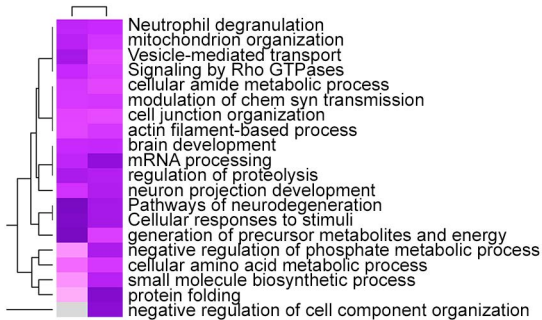 Neutrophil degranulation
mitochondrion organization
Vesicle-mediated transport
Signaling by Rho GTPases
cellular amide metabolic process
modulation of chem syn transmission
cell junction organization
actin filament-based process
brain development
mRNA processing
regulation of proteolysis
neuron projection development
Pathways of neurodegeneration
Cellular responses to stimuli
generation of precursor metabolites and energy
negative regulation of phosphate metabolic process
cellular amino acid metabolic process
small molecule biosynthetic process
protein folding
negative regulation of cell component organization